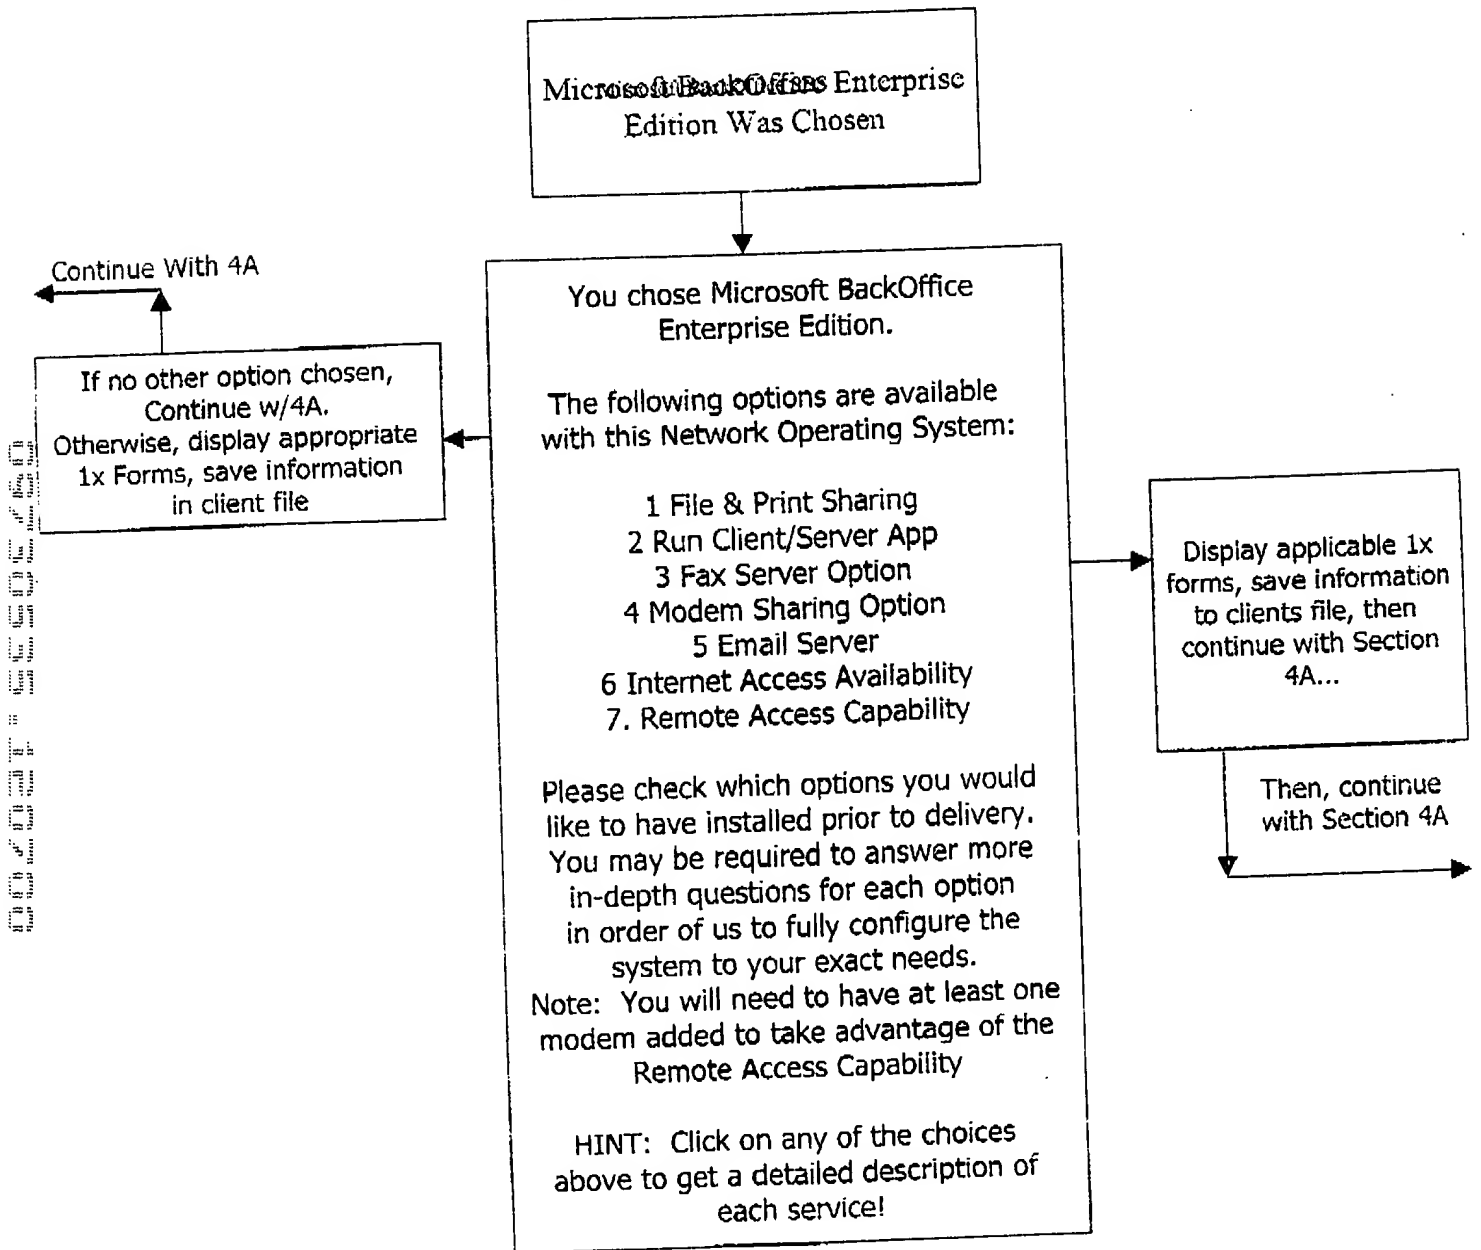 Microsoft BackOffice Enterprise
Edition Was Chosen
Continue With 4A
If no other option chosen,
Continue w/4A.
Otherwise, display appropriate
1x Forms, save information
in client file
You chose Microsoft BackOffice
Enterprise Edition.
The following options are available
with this Network Operating System:
1 File & Print Sharing
2 Run Client/Server App
3 Fax Server Option
4 Modem Sharing Option
5 Email Server
6 Internet Access Availability
7. Remote Access Capability
Please check which options you would
like to have installed prior to delivery.
You may be required to answer more
in-depth questions for each option
in order of us to fully configure the
system to your exact needs.
Note: You will need to have at least one
modem added to take advantage of the
Remote Access Capability
HINT: Click on any of the choices
above to get a detailed description of
each service!
Display applicable 1x
forms, save information
to clients file, then
continue with Section
4A...
Then, continue
with Section 4A